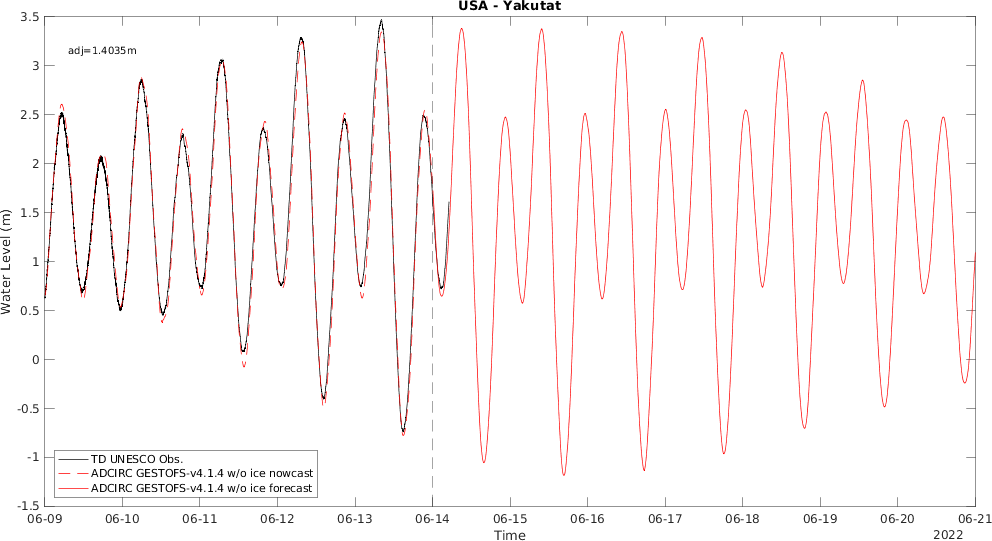 USA - Yakutat
adj=1.4035m
3.5
3
2.5
2
1.5
1
0.5
0
-0.5
-1
-1.5
Water Level (m)
TD UNESCO Obs.
ADCIRC GESTOFS-v4.1.4 w/o ice nowcast
ADCIRC GESTOFS-v4.1.4 w/o ice forecast
06-09 06-10 06-11 06-12 06-13 06-14 06-15 06-16 06-17 06-18 06-19 06-20 06-21
Time
2022